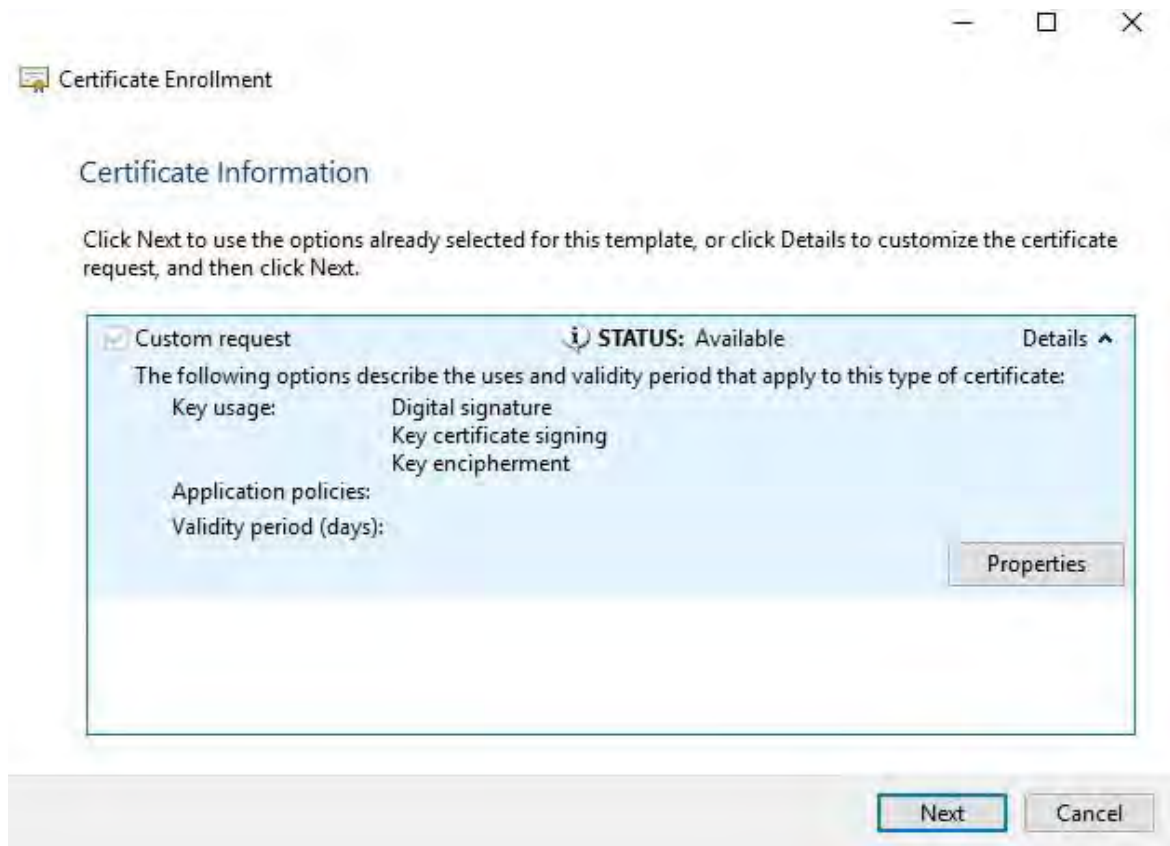 Certificate Enrollment
Certificate Information
Click Next to use the options already selected for this template, or click Details to customize the certificate
request, and then click Next.
Custom request STATUS: Available Details
The following options describe the uses and validity period that apply to this type of certificate:
Key usage: Digital signature
Key certificate signing
Key encipherment
Application policies:
Validity period (days):
Properties
Next Cancel